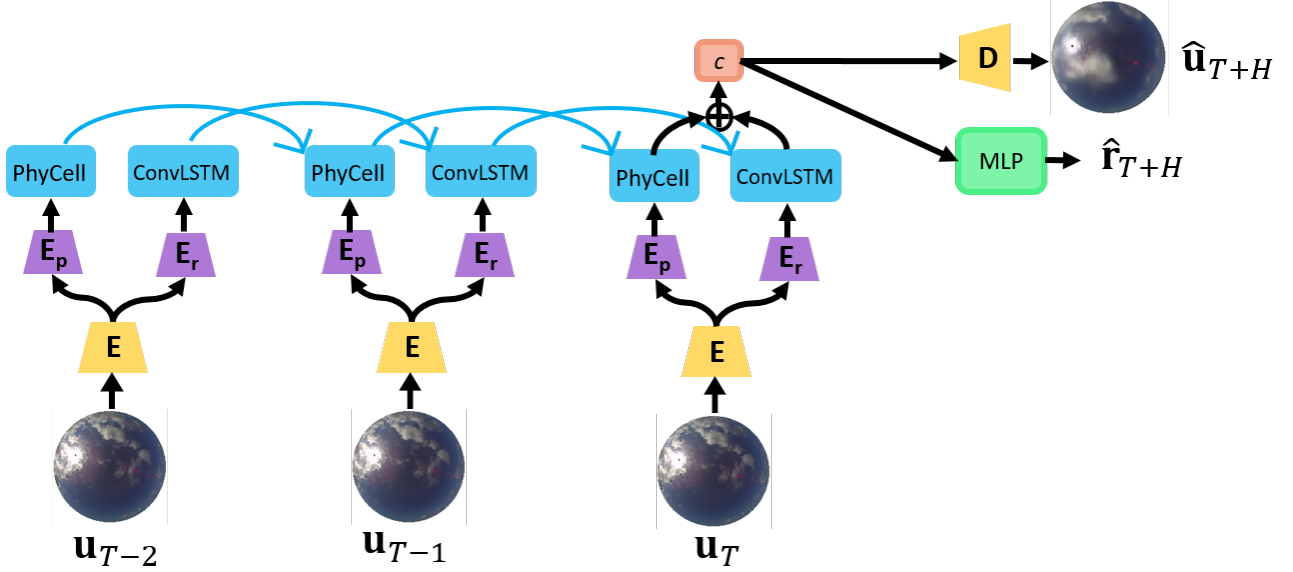 c
D
û_{T+H}
PhyCell
ConvLSTM
PhyCell
ConvLSTM
PhyCell
ConvLSTM
MLP
r̂_{T+H}
E_p
E_r
E_p
E_r
E_p
E_r
E
E
E
u_{T−2}
u_{T−1}
u_T